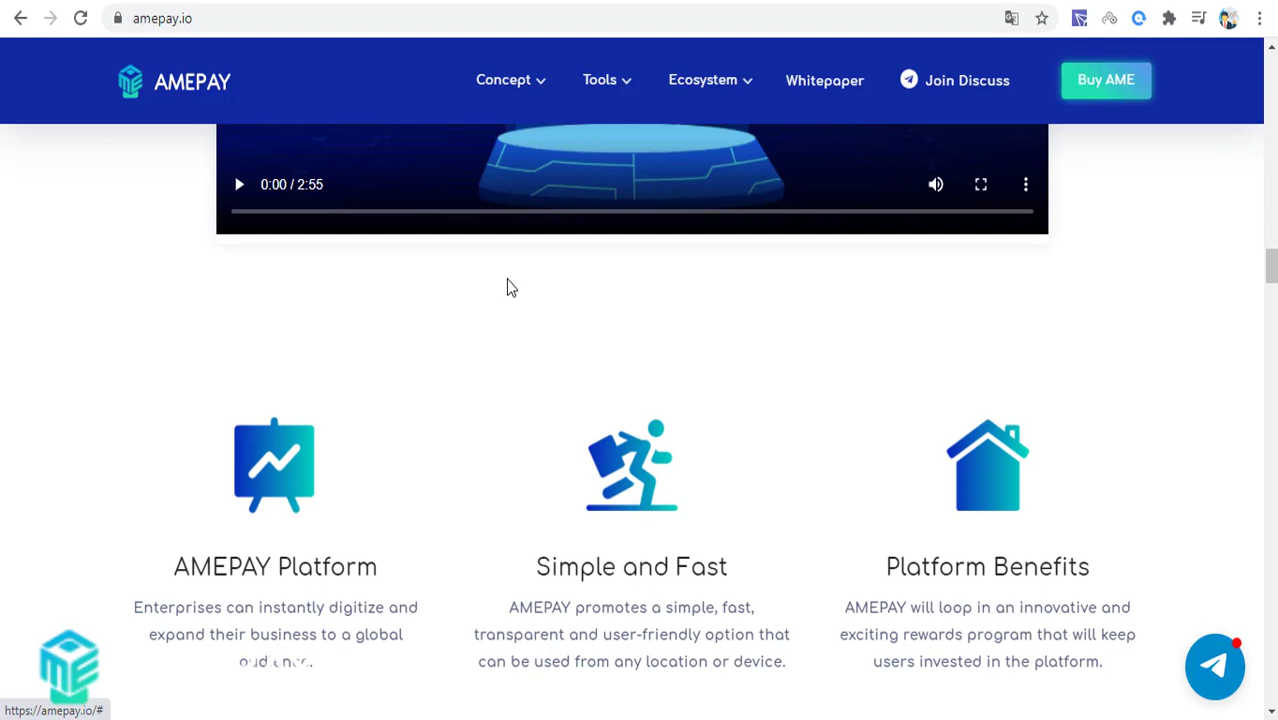 amepay.io
AMEPAY
Concept
Tools
Ecosystem
Whitepaper
Join Discuss
Buy AME
0:00 / 2:55
AMEPAY Platform
Enterprises can instantly digitize and
expand their business to a global
audience.
Simple and Fast
AMEPAY promotes a simple, fast,
transparent and user-friendly option that
can be used from any location or device.
Platform Benefits
AMEPAY will loop in an innovative and
exciting rewards program that will keep
users invested in the platform.
ME
https://amepay.io/#